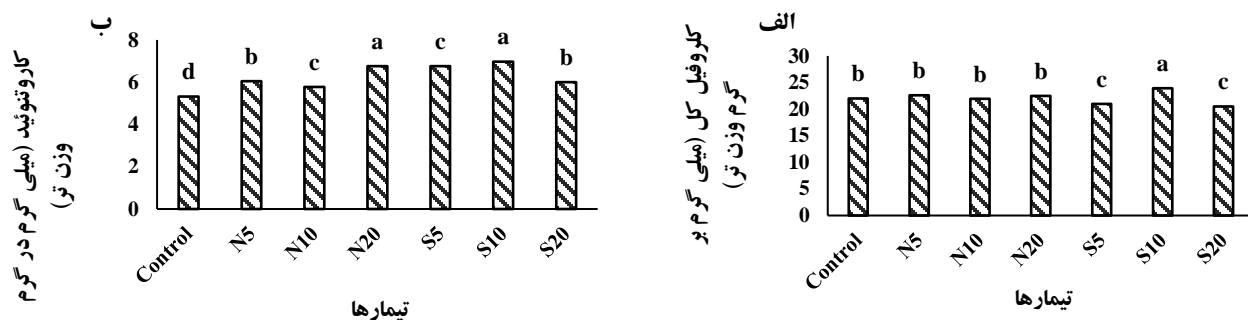 الف
کلروفیل کل (میلی گرم بر
گرم وزن تر)
30
25
20
15
10
5
0
b b b b c a c
Control N5 N10 N20 S5 S10 S20
تیمارها
ب
کاروتنوئید (میلی گرم در گرم
وزن تر)
8
6
4
2
0
d b c a c a b
Control N5 N10 N20 S5 S10 S20
تیمارها